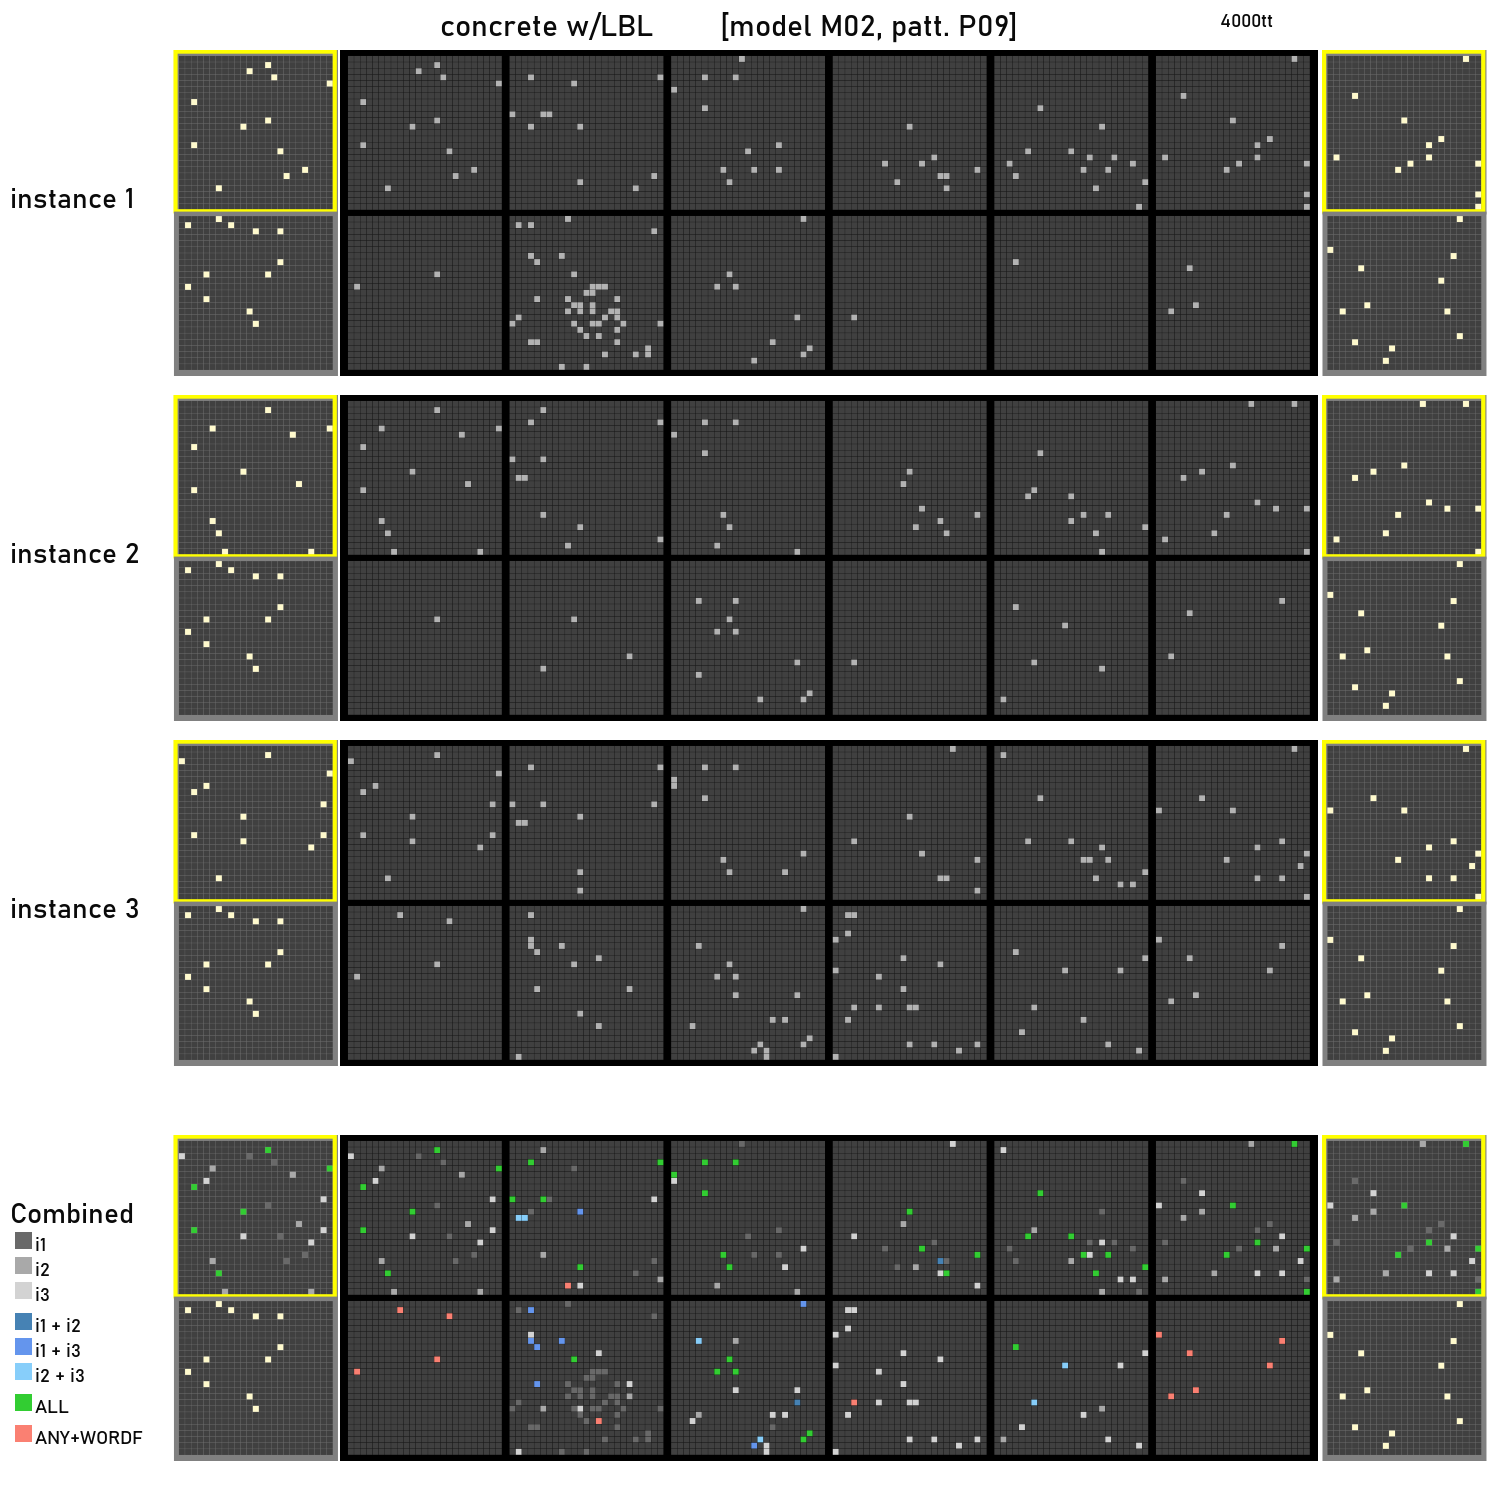 concrete w/LBL [model M02, patt. P09] 4000tt
instance 1
instance 2
instance 3
Combined
i1
i2
i3
i1 + i2
i1 + i3
i2 + i3
ALL
ANY+WORDF